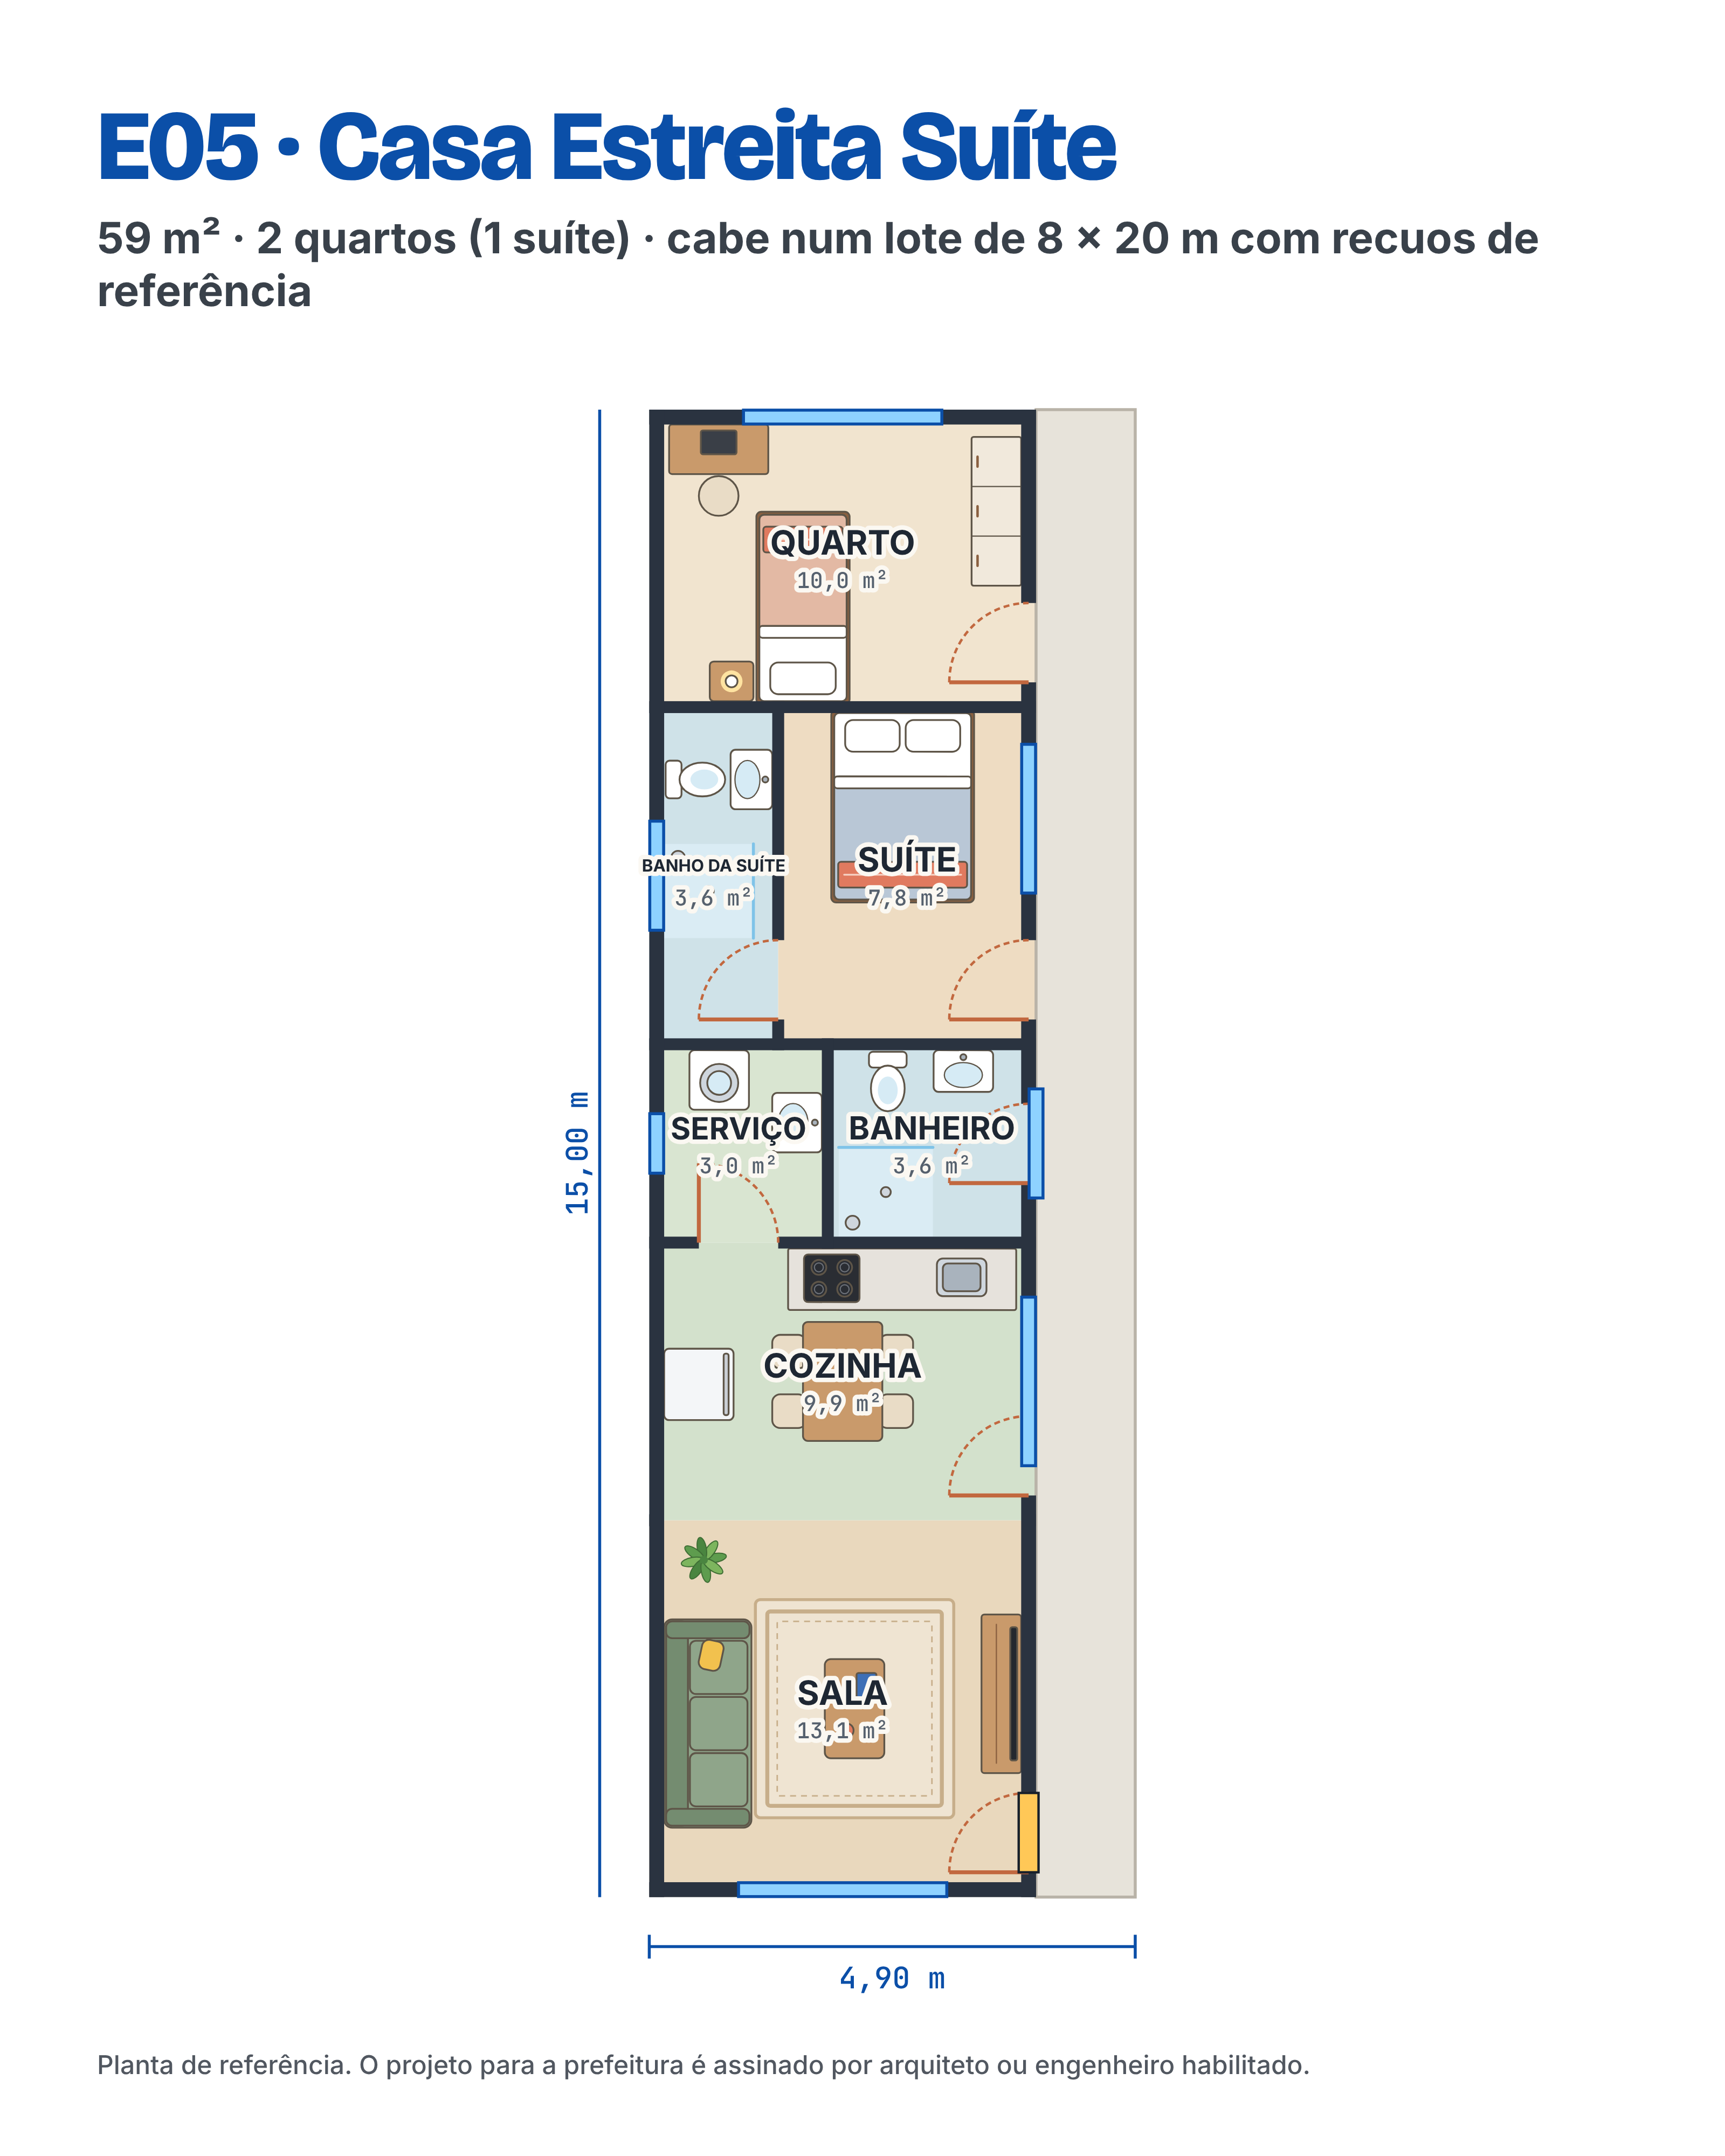 E05 · Casa Estreita Suíte
59 m² · 2 quartos (1 suíte) · cabe num lote de 8 × 20 m com recuos de
referência
QUARTO
10,0 m²
BANHO DA SUÍTE
3,6 m²
SUÍTE
7,8 m²
SERVIÇO
3,0 m²
BANHEIRO
3,6 m²
15,00 m
COZINHA
9,9 m²
SALA
13,1 m²
4,90 m
Planta de referência. O projeto para a prefeitura é assinado por arquiteto ou engenheiro habilitado.